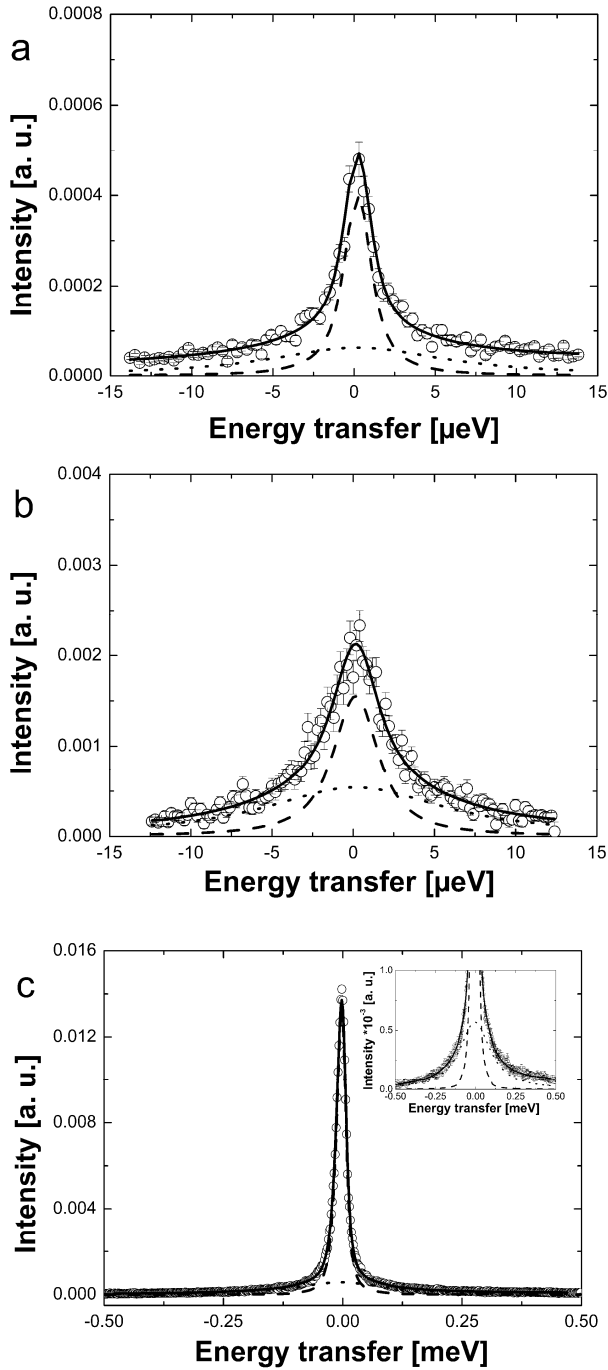 a
0.0008
0.0006
0.0004
0.0002
0.0000
Intensity [a. u.]
-15 -10 -5 0 5 10 15
Energy transfer [µeV]
b
0.004
0.003
0.002
0.001
0.000
Intensity [a. u.]
-15 -10 -5 0 5 10 15
Energy transfer [µeV]
c
0.016
0.012
0.008
0.004
0.000
Intensity [a. u.]
-0.50 -0.25 0.00 0.25 0.50
Energy transfer [meV]
1.0
0.5
0.0
Intensity *10⁻³ [a. u.]
-0.50 -0.25 0.00 0.25 0.50
Energy transfer [meV]